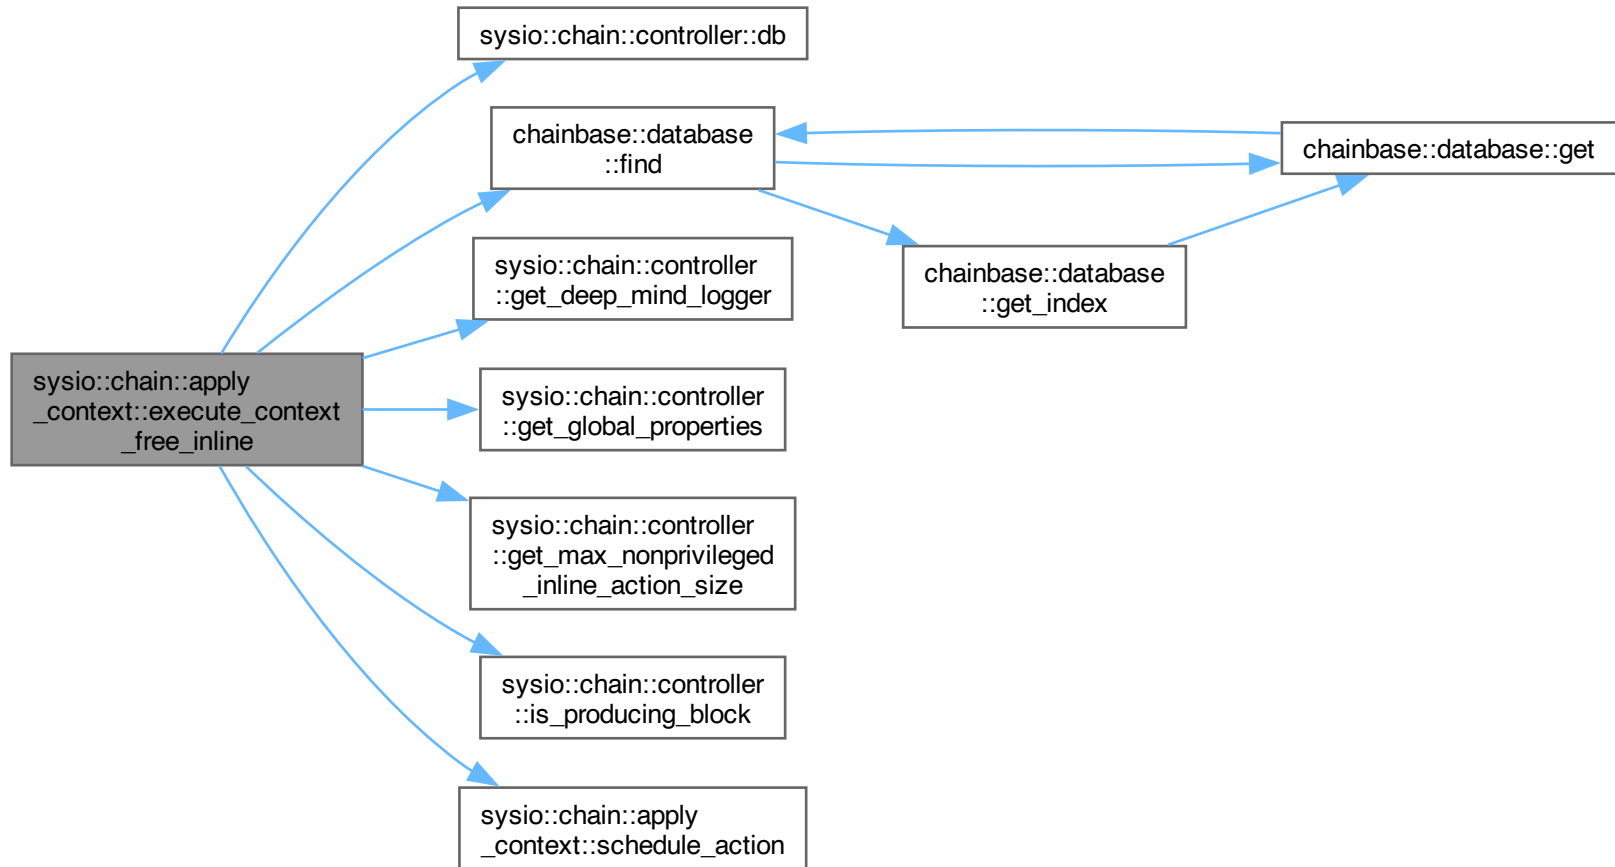 sysio::chain::controller::db
chainbase::database
::find
chainbase::database::get
sysio::chain::controller
::get_deep_mind_logger
chainbase::database
::get_index
sysio::chain::apply
_context::execute_context
_free_inline
sysio::chain::controller
::get_global_properties
sysio::chain::controller
::get_max_nonprivileged
_inline_action_size
sysio::chain::controller
::is_producing_block
sysio::chain::apply
_context::schedule_action